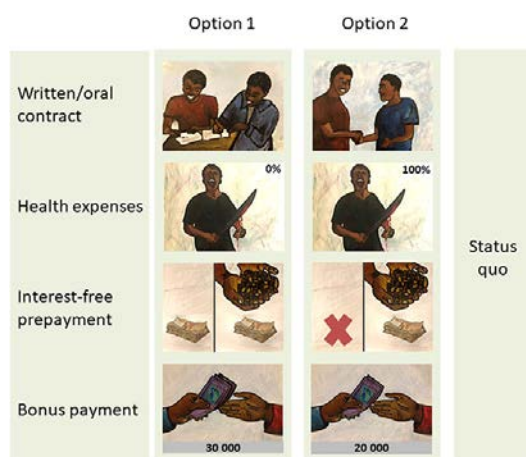 Option 1
Option 2
Written/oral
contract
Health expenses
0%
100%
Interest-free
prepayment
Bonus payment
30 000
20 000
Status
quo